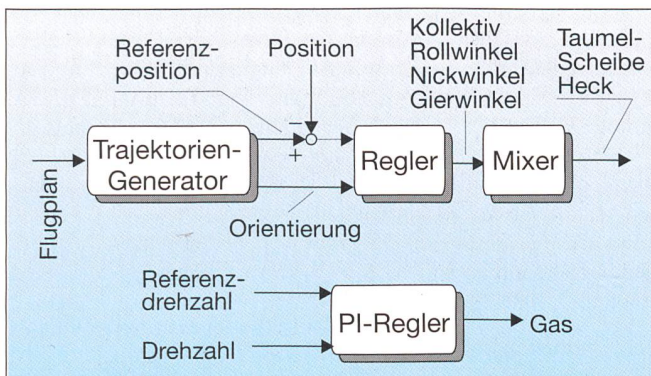 Referenz-
position
Position
Kollektiv
Rollwinkel
Nickwinkel
Gierwinkel
Taumel-
Scheibe
Heck
−
+
Flugplan
Trajektorien-
Generator
Regler
Mixer
Orientierung
Referenz-
drehzahl
Drehzahl
PI-Regler
Gas